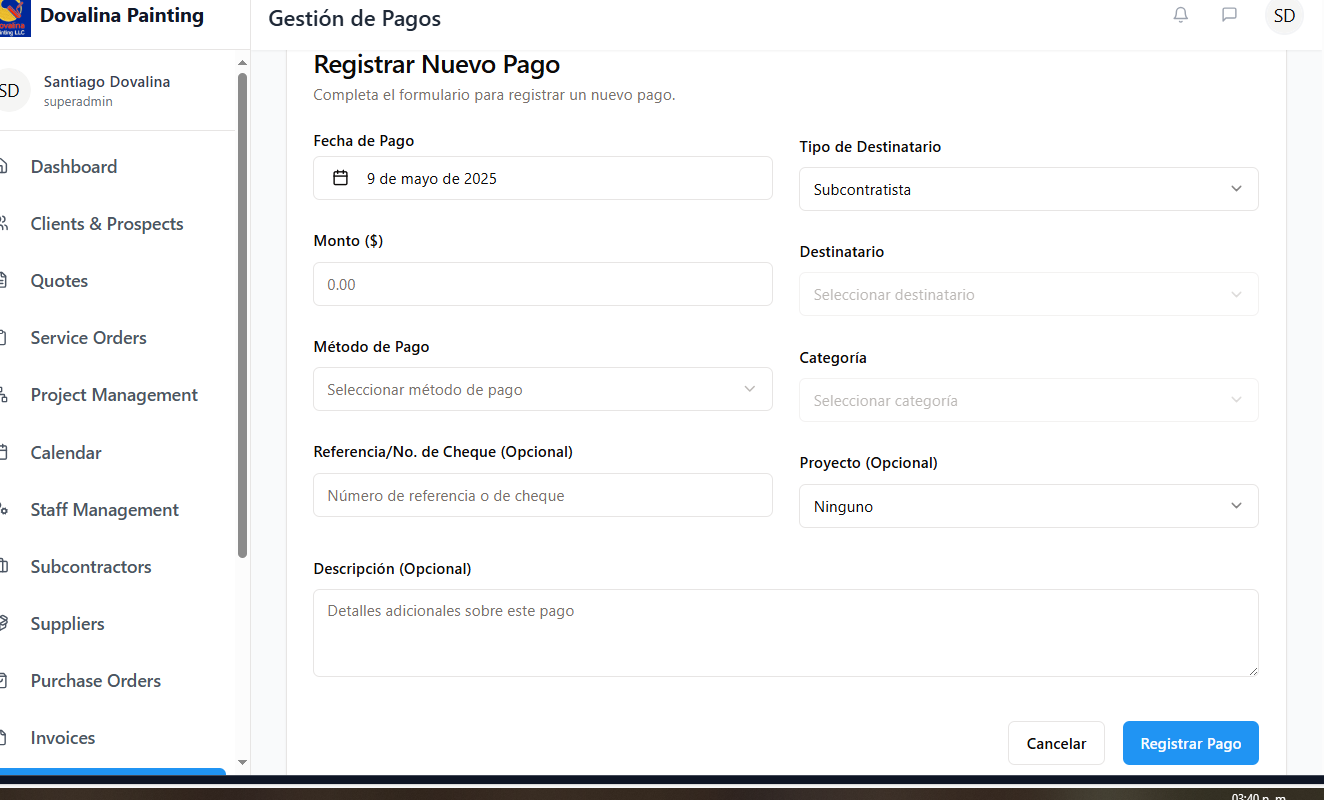 Dovalina Painting
Gestión de Pagos
SD
SD
Santiago Dovalina
superadmin
Dashboard
Clients & Prospects
Quotes
Service Orders
Project Management
Calendar
Staff Management
Subcontractors
Suppliers
Purchase Orders
Invoices
Registrar Nuevo Pago
Completa el formulario para registrar un nuevo pago.
Fecha de Pago
9 de mayo de 2025
Monto ($)
0.00
Método de Pago
Seleccionar método de pago
Referencia/No. de Cheque (Opcional)
Número de referencia o de cheque
Tipo de Destinatario
Subcontratista
Destinatario
Seleccionar destinatario
Categoría
Seleccionar categoría
Proyecto (Opcional)
Ninguno
Descripción (Opcional)
Detalles adicionales sobre este pago
Cancelar
Registrar Pago
03:40 p. m.